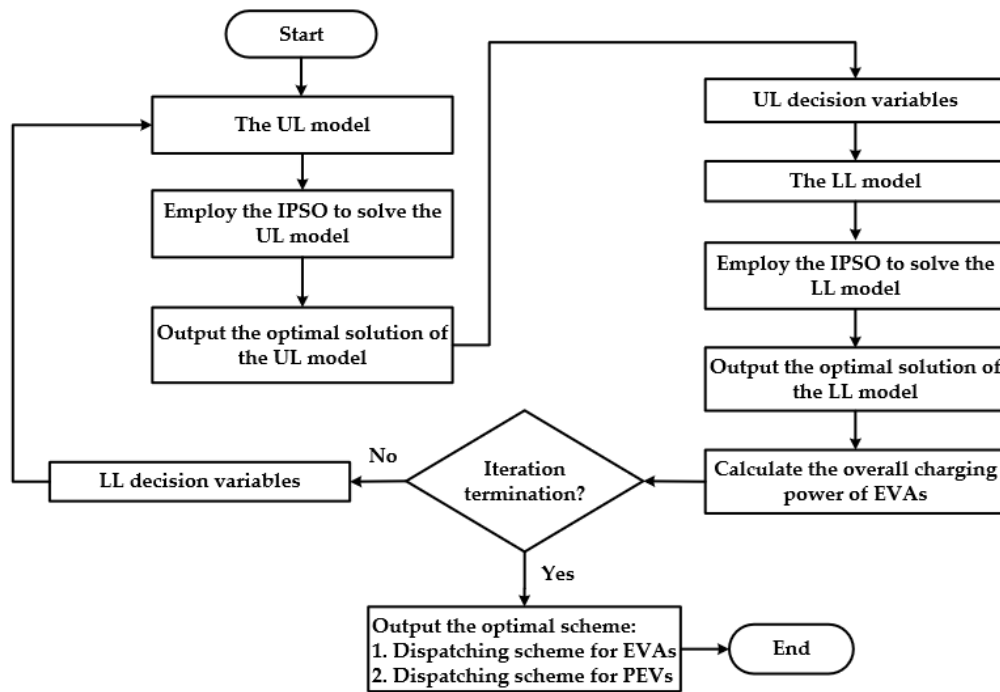 Start
The UL model
Employ the IPSO to solve the
UL model
Output the optimal solution of
the UL model
UL decision variables
The LL model
Employ the IPSO to solve the
LL model
Output the optimal solution of
the LL model
Calculate the overall charging
power of EVAs
Iteration
termination?
No
LL decision variables
Yes
Output the optimal scheme:
1. Dispatching scheme for EVAs
2. Dispatching scheme for PEVs
End